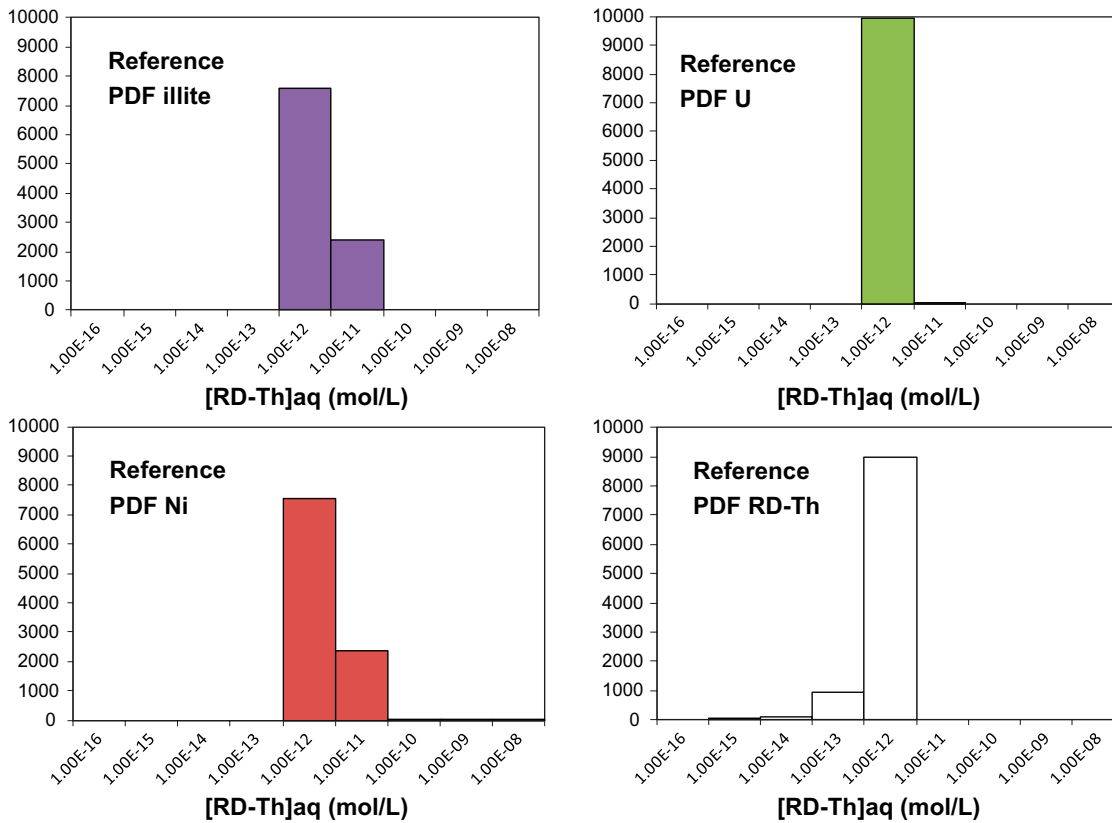 10000
9000
8000
7000
6000
5000
4000
3000
2000
1000
0
Reference
PDF illite
1.00E-16
1.00E-15
1.00E-14
1.00E-13
1.00E-12
1.00E-11
1.00E-10
1.00E-09
1.00E-08
[RD-Th]aq (mol/L)
10000
9000
8000
7000
6000
5000
4000
3000
2000
1000
0
Reference
PDF U
1.00E-16
1.00E-15
1.00E-14
1.00E-13
1.00E-12
1.00E-11
1.00E-10
1.00E-09
1.00E-08
[RD-Th]aq (mol/L)
10000
9000
8000
7000
6000
5000
4000
3000
2000
1000
0
Reference
PDF Ni
1.00E-16
1.00E-15
1.00E-14
1.00E-13
1.00E-12
1.00E-11
1.00E-10
1.00E-09
1.00E-08
[RD-Th]aq (mol/L)
10000
9000
8000
7000
6000
5000
4000
3000
2000
1000
0
Reference
PDF RD-Th
1.00E-16
1.00E-15
1.00E-14
1.00E-13
1.00E-12
1.00E-11
1.00E-10
1.00E-09
1.00E-08
[RD-Th]aq (mol/L)